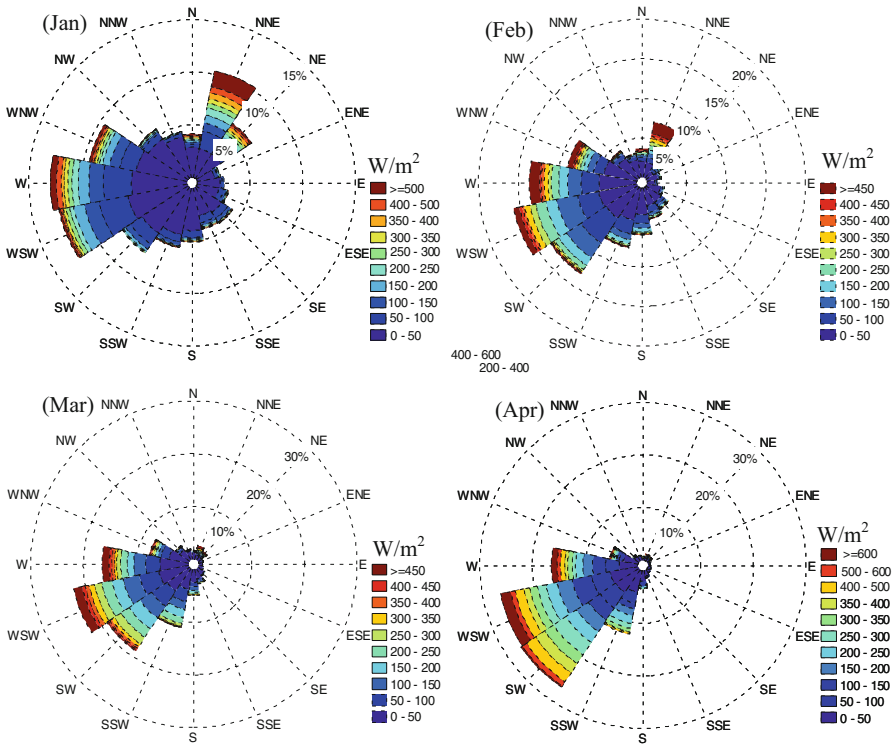 (Jan)
N
NNE
NE
ENE
E
ESE
SE
SSE
S
SSW
SW
WSW
W
WNW
NW
NNW
15%
10%
5%
W/m²
>=500
400 - 500
350 - 400
300 - 350
250 - 300
200 - 250
150 - 200
100 - 150
50 - 100
0 - 50
(Feb)
N
NNE
NE
ENE
E
ESE
SE
SSE
S
SSW
SW
WSW
W
WNW
NW
NNW
20%
15%
10%
5%
W/m²
>=450
400 - 450
350 - 400
300 - 350
250 - 300
200 - 250
150 - 200
100 - 150
50 - 100
0 - 50
400 - 600
200 - 400
(Mar)
N
NNE
NE
ENE
E
ESE
SE
SSE
S
SSW
SW
WSW
W
WNW
NW
NNW
30%
20%
10%
W/m²
>=450
400 - 450
350 - 400
300 - 350
250 - 300
200 - 250
150 - 200
100 - 150
50 - 100
0 - 50
(Apr)
N
NNE
NE
ENE
E
ESE
SE
SSE
S
SSW
SW
WSW
W
WNW
NW
NNW
30%
20%
10%
W/m²
>=600
500 - 600
400 - 500
350 - 400
300 - 350
250 - 300
200 - 250
150 - 200
100 - 150
50 - 100
0 - 50